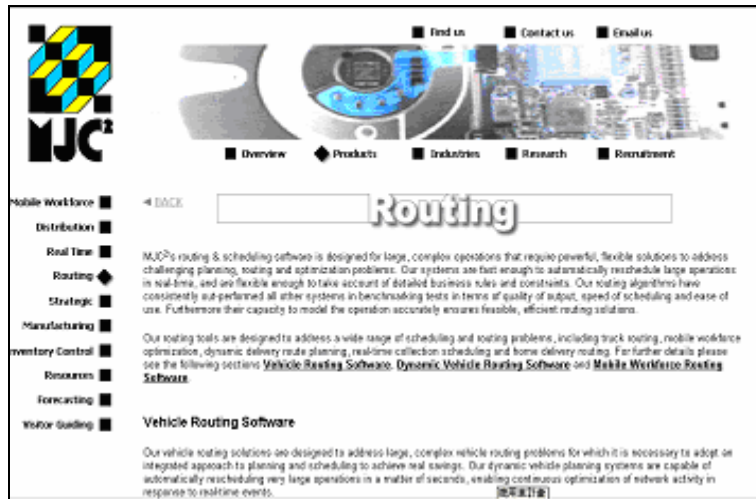 Find us
Contact us
Email us
MJC²
Overview
Products
Industries
Research
Recruitment
Mobile Workforce
Distribution
Real Time
Routing
Strategic
Manufacturing
Inventory Control
Resources
Forecasting
Visitor Guiding
BACK
Routing
MJC²'s routing & scheduling software is designed for large, complex operations that require powerful, flexible solutions to address
challenging planning, routing and optimization problems. Our systems are fast enough to automatically reschedule large operations
in real-time, and are flexible enough to take account of detailed business rules and constraints. Our routing algorithms have
consistently out-performed all other systems in benchmarking tests in terms of quality of output, speed of scheduling and ease of
use. Furthermore their capacity to model the operation accurately ensures feasible, efficient routing solutions.
Our routing tools are designed to address a wide range of scheduling and routing problems, including truck routing, mobile workforce
optimization, dynamic delivery route planning, real-time collection scheduling and home delivery routing. For further details please
see the following sections Vehicle Routing Software, Dynamic Vehicle Routing Software and Mobile Workforce Routing
Software.
Vehicle Routing Software
Our vehicle routing solutions are designed to address large, complex vehicle routing problems for which it is necessary to adopt an
integrated approach to planning and scheduling to achieve real savings. Our dynamic vehicle planning systems are capable of
automatically rescheduling very large operations in a matter of seconds, enabling continuous optimization of network activity in
response to real-time events.